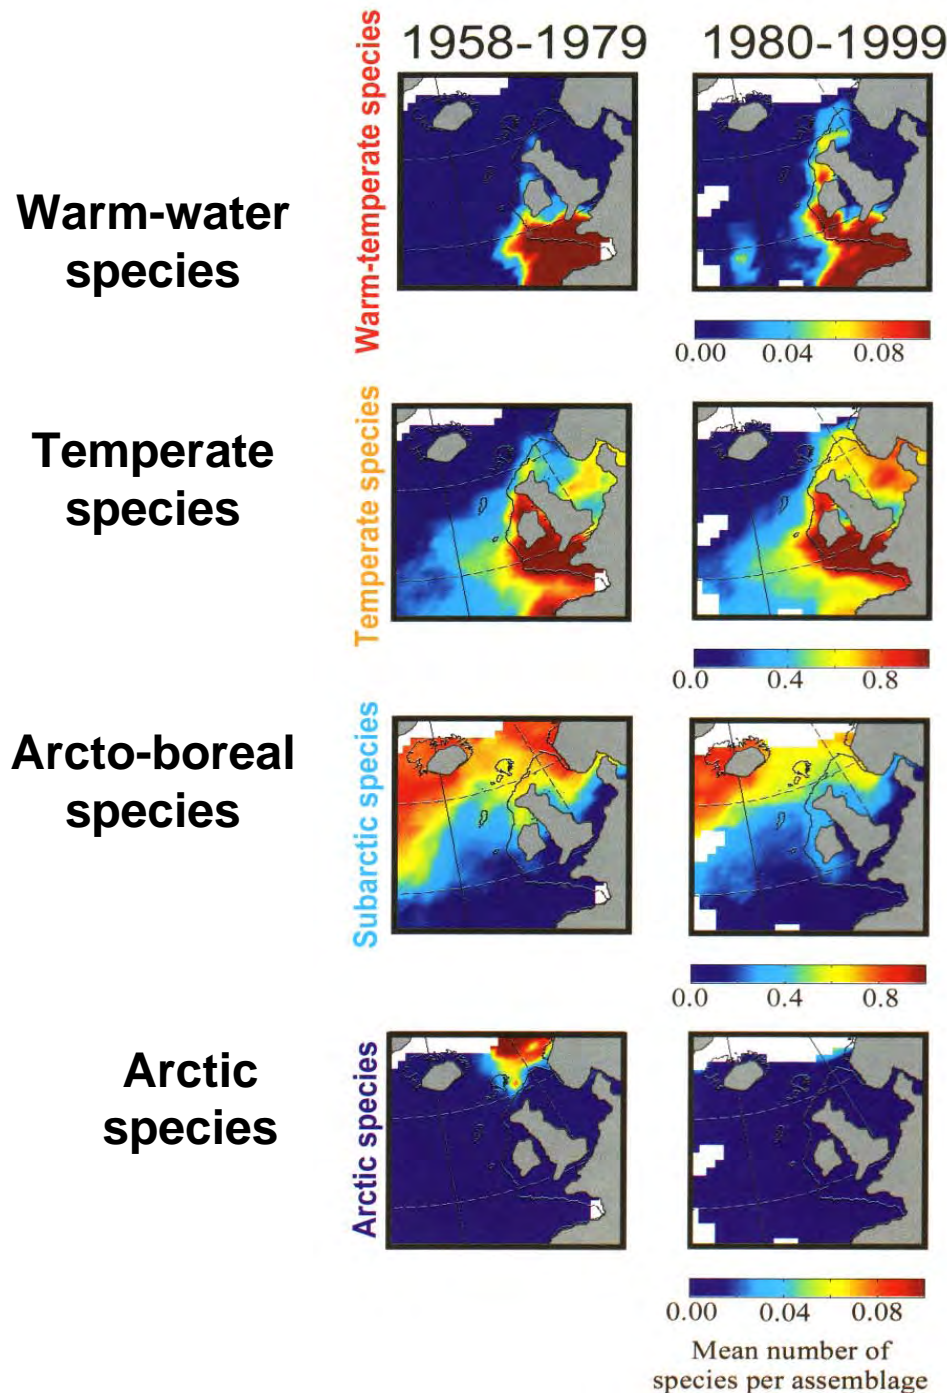 1958-1979
1980-1999
Warm-water
species
Warm-temperate species
0.00 0.04 0.08
Temperate
species
Temperate species
0.0 0.4 0.8
Arcto-boreal
species
Subarctic species
0.0 0.4 0.8
Arctic
species
Arctic species
0.00 0.04 0.08
Mean number of
species per assemblage